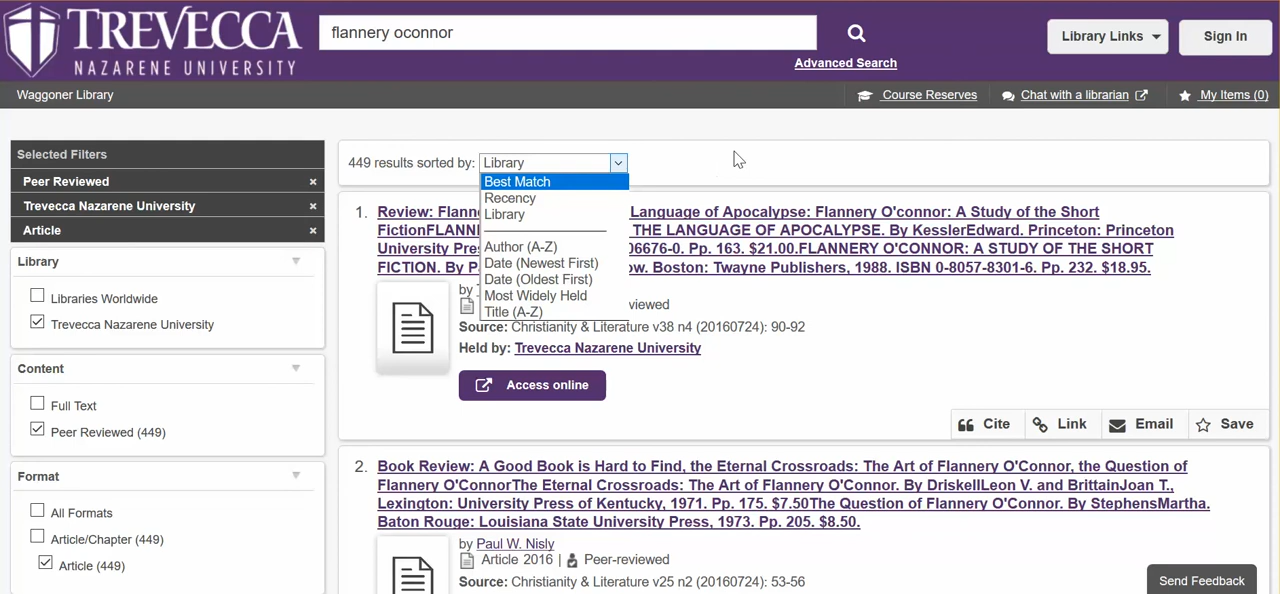 TREVECCA
NAZARENE UNIVERSITY
flannery oconnor
Advanced Search
Library Links
Sign In
Waggoner Library
Course Reserves
Chat with a librarian
My Items (0)
Selected Filters
Peer Reviewed ×
Trevecca Nazarene University ×
Article ×
Library
Libraries Worldwide
Trevecca Nazarene University
Content
Full Text
Peer Reviewed (449)
Format
All Formats
Article/Chapter (449)
Article (449)
449 results sorted by: Library
Best Match
Recency
Library
Author (A-Z)
Date (Newest First)
Date (Oldest First)
Most Widely Held
Title (A-Z)
1. Review: Flann Language of Apocalypse: Flannery O'connor: A Study of the Short
FictionFLANN THE LANGUAGE OF APOCALYPSE. By KesslerEdward. Princeton: Princeton
University Pre 06676-0. Pp. 163. $21.00.FLANNERY O'CONNOR: A STUDY OF THE SHORT
FICTION. By P ow. Boston: Twayne Publishers, 1988. ISBN 0-8057-8301-6. Pp. 232. $18.95.
by
viewed
Source: Christianity & Literature v38 n4 (20160724): 90-92
Held by: Trevecca Nazarene University
Access online
Cite
Link
Email
Save
2. Book Review: A Good Book is Hard to Find, the Eternal Crossroads: The Art of Flannery O'Connor, the Question of
Flannery O'ConnorThe Eternal Crossroads: The Art of Flannery O'Connor. By DriskellLeon V. and BrittainJoan T.,
Lexington: University Press of Kentucky, 1971. Pp. 175. $7.50The Question of Flannery O'Connor. By StephensMartha.
Baton Rouge: Louisiana State University Press, 1973. Pp. 205. $8.50.
by Paul W. Nisly
Article 2016 | Peer-reviewed
Source: Christianity & Literature v25 n2 (20160724): 53-56
Send Feedback